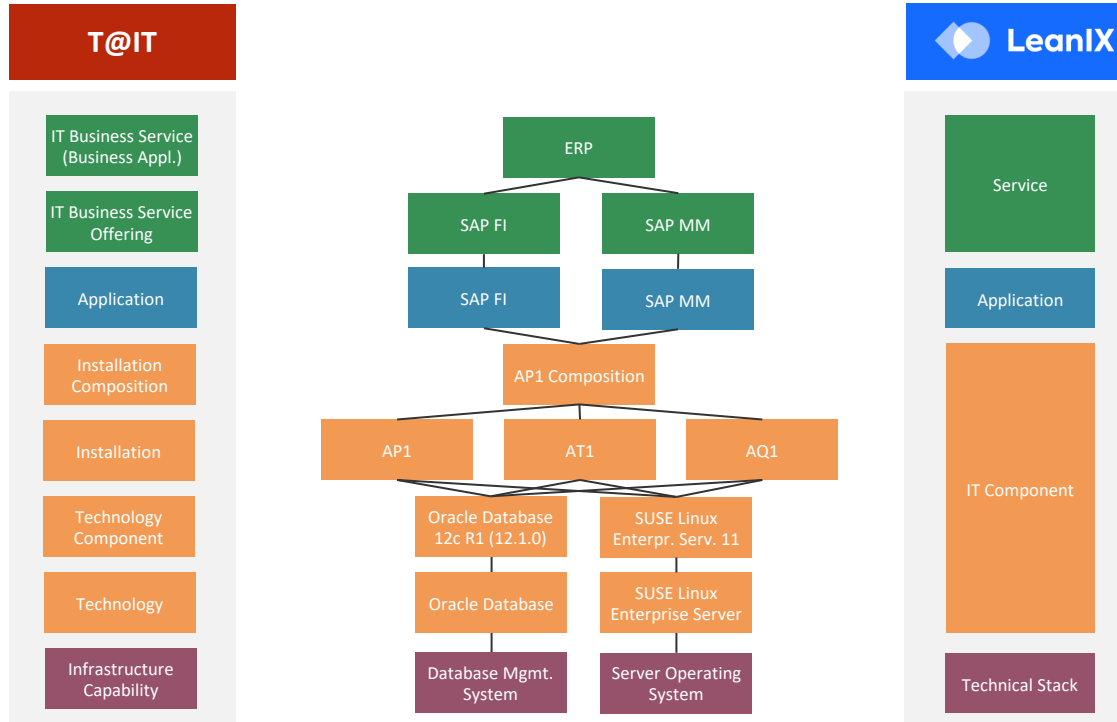 T@IT
LeanIX
IT Business Service
(Business Appl.)
ERP
Service
IT Business Service
Offering
SAP FI
SAP MM
Application
SAP FI
SAP MM
Application
Installation
Composition
AP1 Composition
IT Component
Installation
AP1
AT1
AQ1
Technology
Component
Oracle Database
12c R1 (12.1.0)
SUSE Linux
Enterpr. Serv. 11
Technology
Oracle Database
SUSE Linux
Enterprise Server
Infrastructure
Capability
Database Mgmt.
System
Server Operating
System
Technical Stack